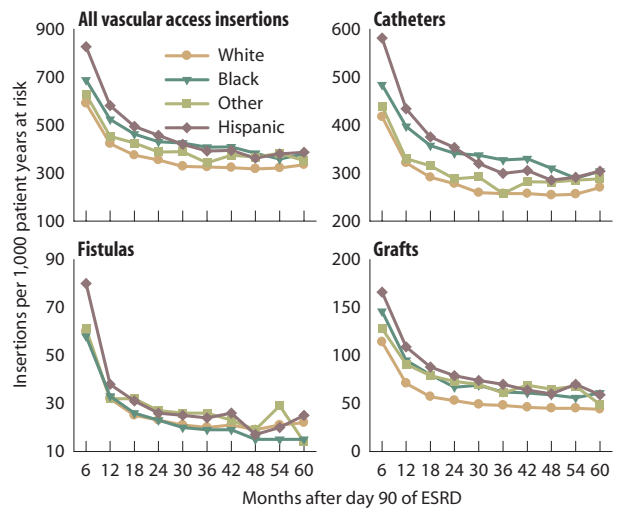 All vascular access insertions
900
700
500
300
100
White
Black
Other
Hispanic
Catheters
600
500
400
300
200
Insertions per 1,000 patient years at risk
Fistulas
90
70
50
30
10
6 12 18 24 30 36 42 48 54 60
Grafts
200
150
100
50
0
6 12 18 24 30 36 42 48 54 60
Months after day 90 of ESRD